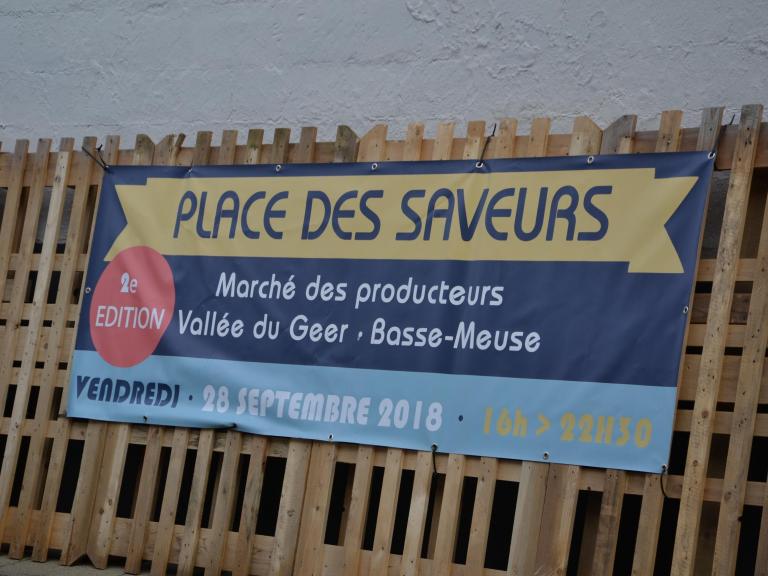 PLACE DES SAVEURS
2e
EDITION
Marché des producteurs
Vallée du Geer · Basse-Meuse
VENDREDI · 28 SEPTEMBRE 2018 · 16h > 22H30